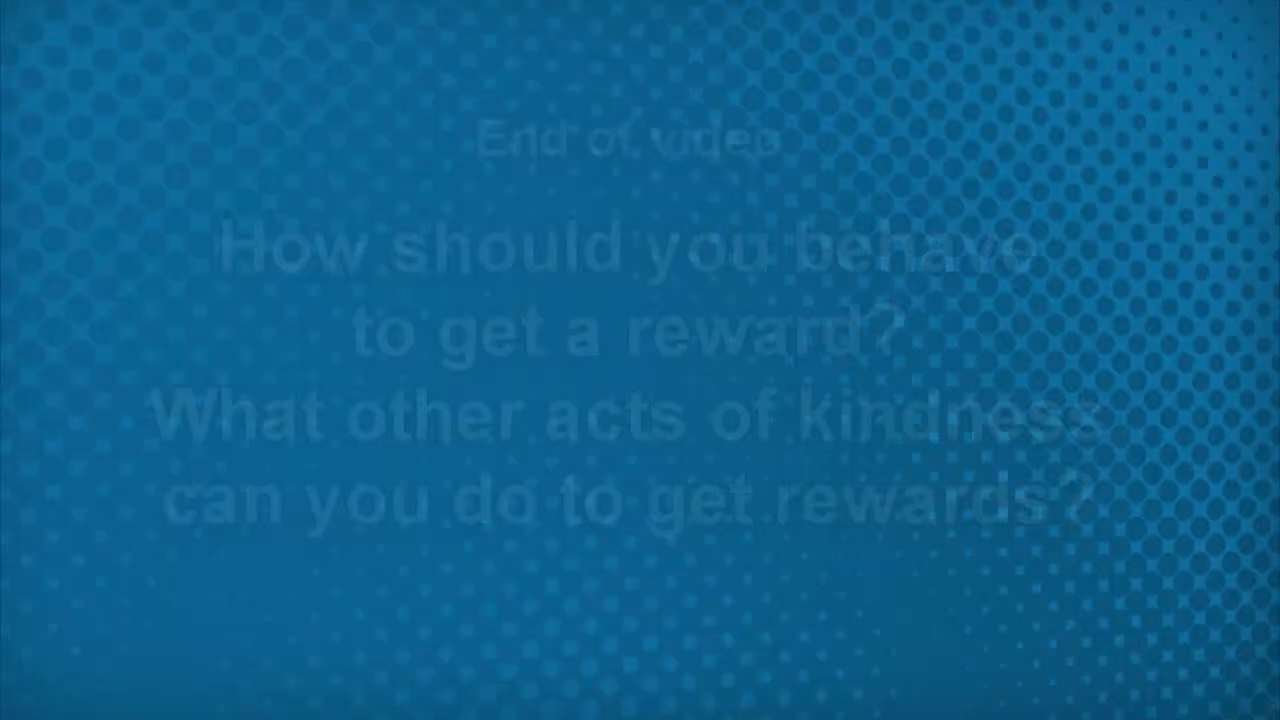 End of video
How should you behave
to get a reward?
What other acts of kindness
can you do to get rewards?